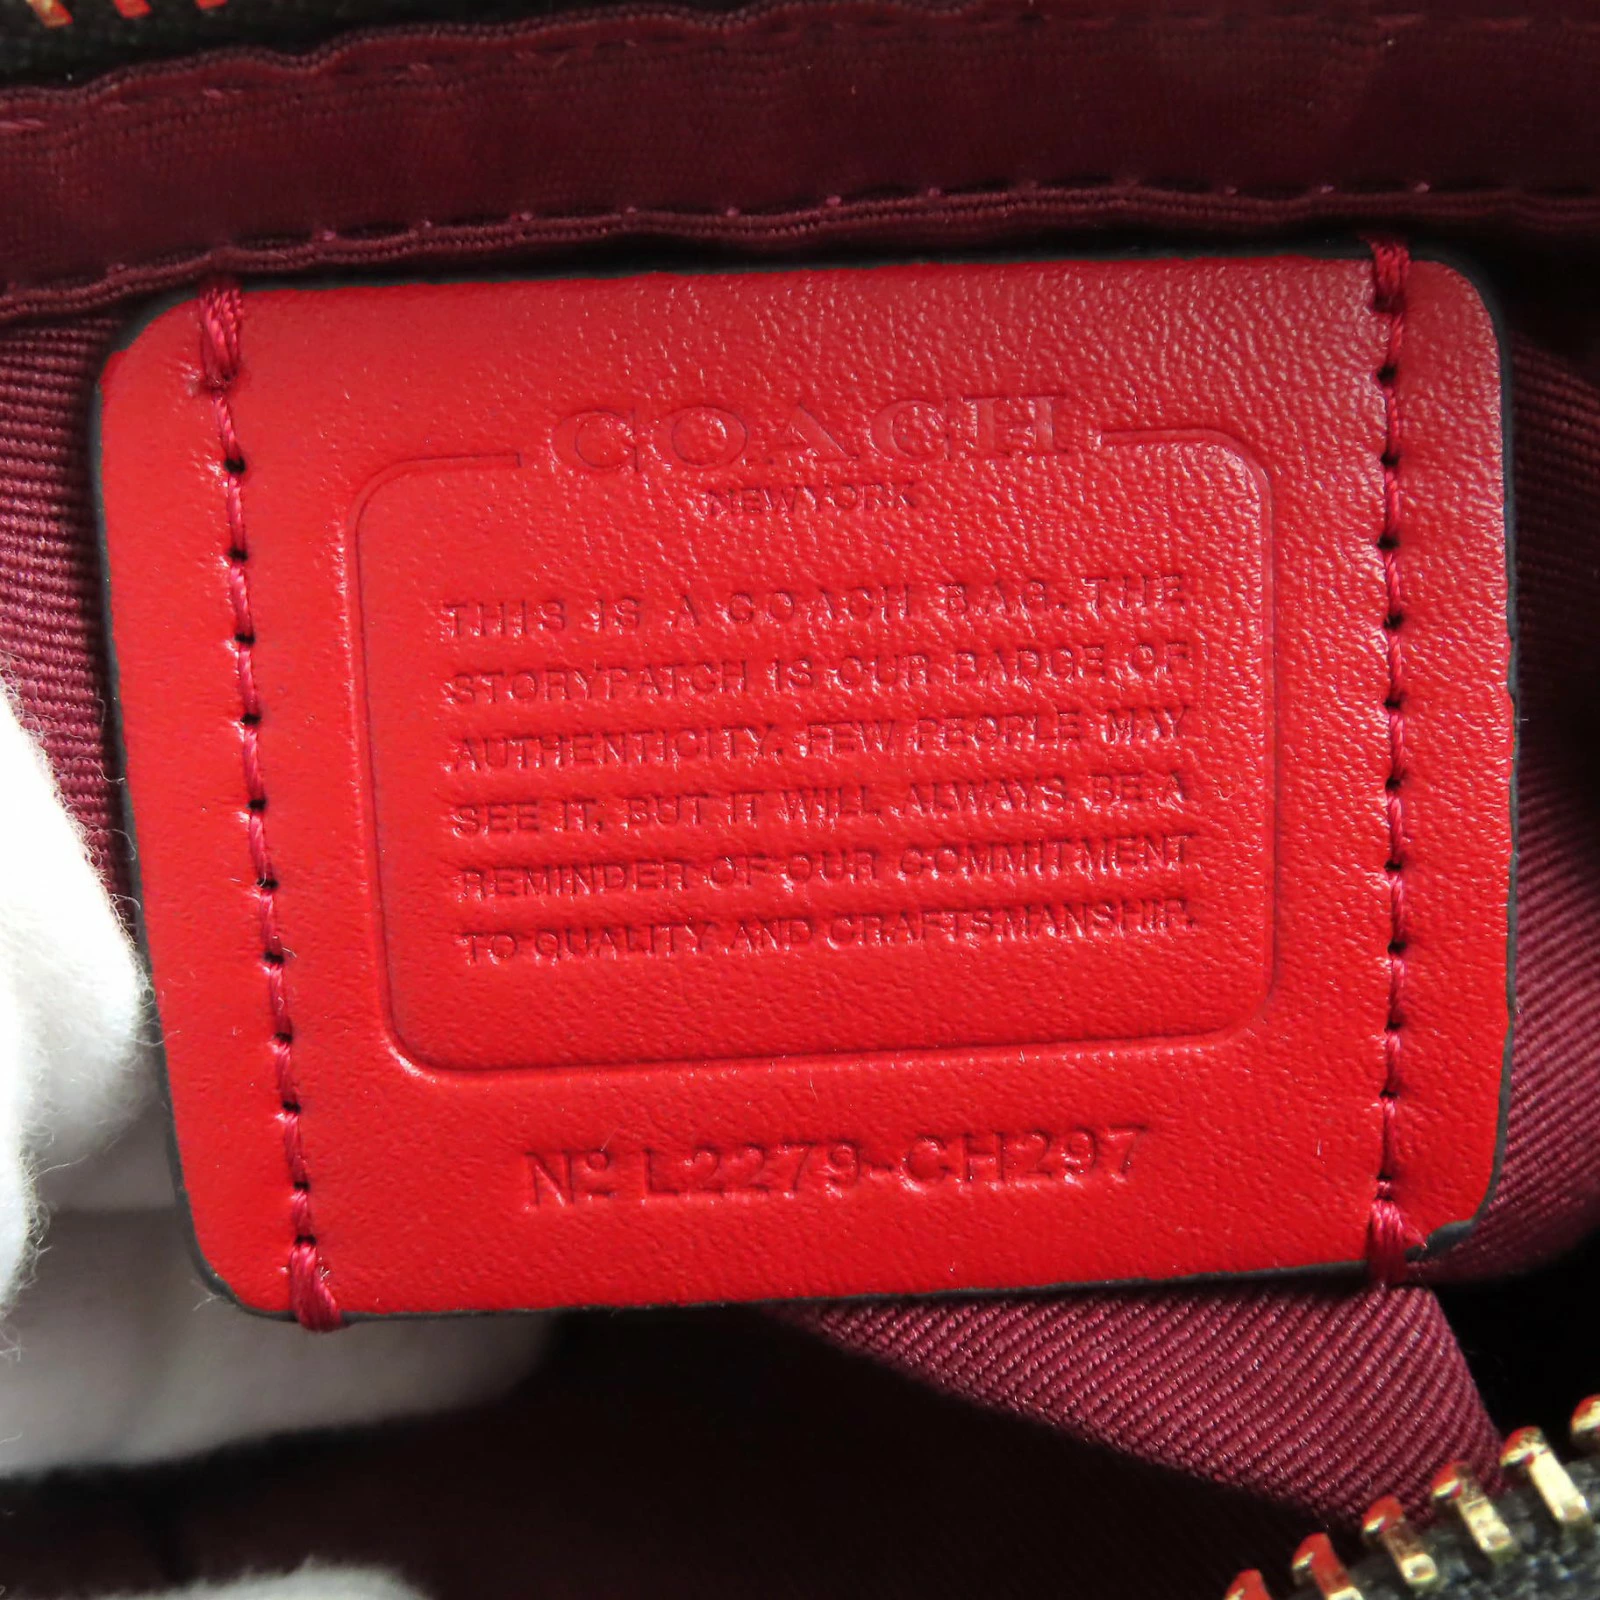 COACH
NEW YORK
THIS IS A COACH BAG. THE
STORYPATCH IS OUR BADGE OF
AUTHENTICITY. FEW PEOPLE MAY
SEE IT, BUT IT WILL ALWAYS BE A
REMINDER OF OUR COMMITMENT
TO QUALITY AND CRAFTSMANSHIP.
Nº L2279-CH297